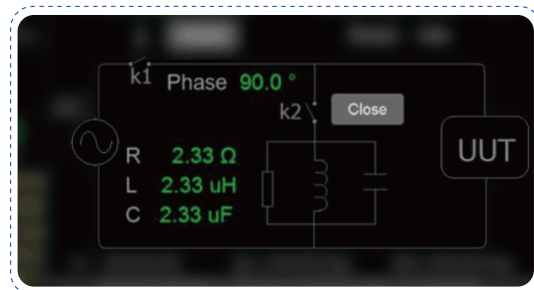 k1
Phase 90.0 °
k2 Close
R 2.33 Ω
UUT
L 2.33 uH
C 2.33 uF